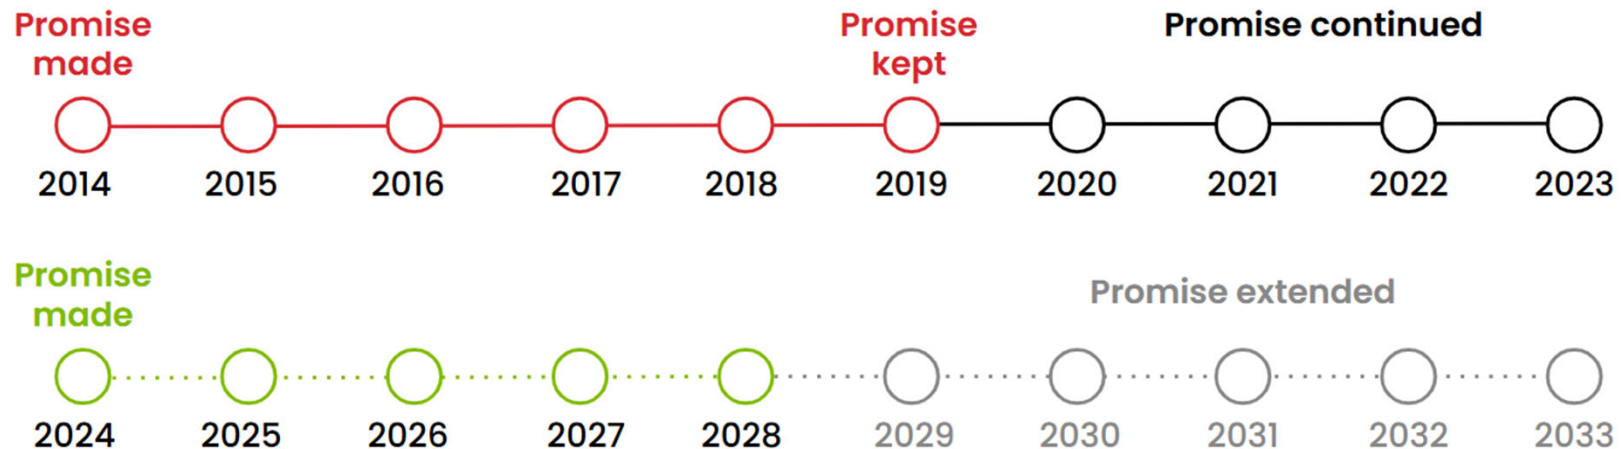 Promise made
Promise kept
Promise continued
2014 2015 2016 2017 2018 2019 2020 2021 2022 2023
Promise made
Promise extended
2024 2025 2026 2027 2028 2029 2030 2031 2032 2033